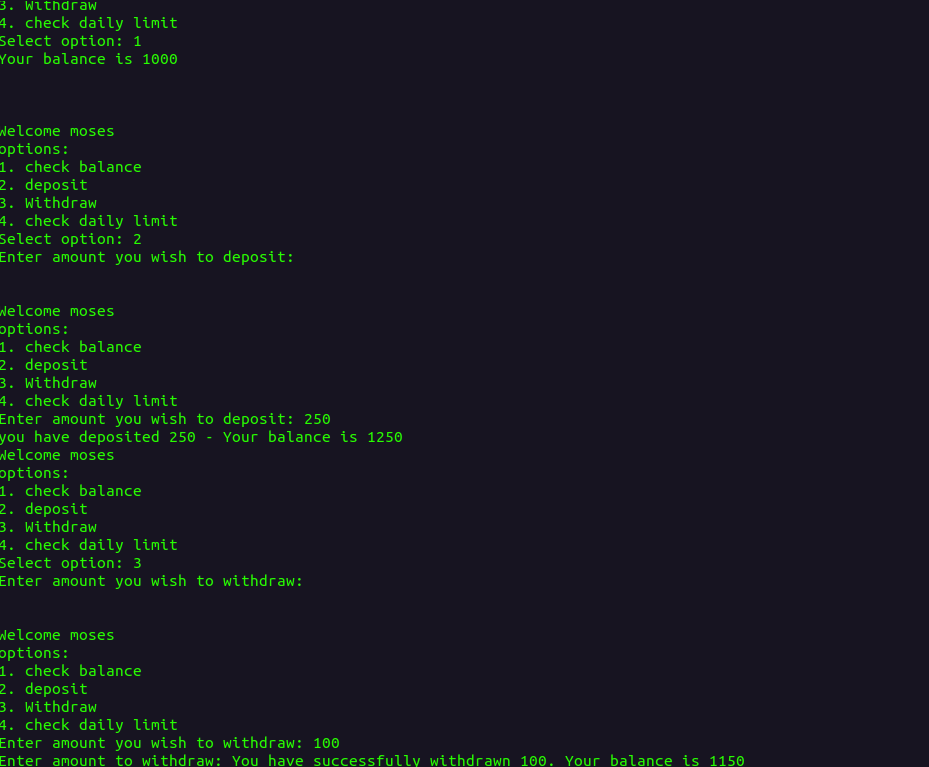 3. Withdraw
4. check daily limit
Select option: 1
Your balance is 1000
Welcome moses
options:
1. check balance
2. deposit
3. Withdraw
4. check daily limit
Select option: 2
Enter amount you wish to deposit:
Welcome moses
options:
1. check balance
2. deposit
3. Withdraw
4. check daily limit
Enter amount you wish to deposit: 250
you have deposited 250 - Your balance is 1250
Welcome moses
options:
1. check balance
2. deposit
3. Withdraw
4. check daily limit
Select option: 3
Enter amount you wish to withdraw:
Welcome moses
options:
1. check balance
2. deposit
3. Withdraw
4. check daily limit
Enter amount you wish to withdraw: 100
Enter amount to withdraw: You have successfully withdrawn 100. Your balance is 1150